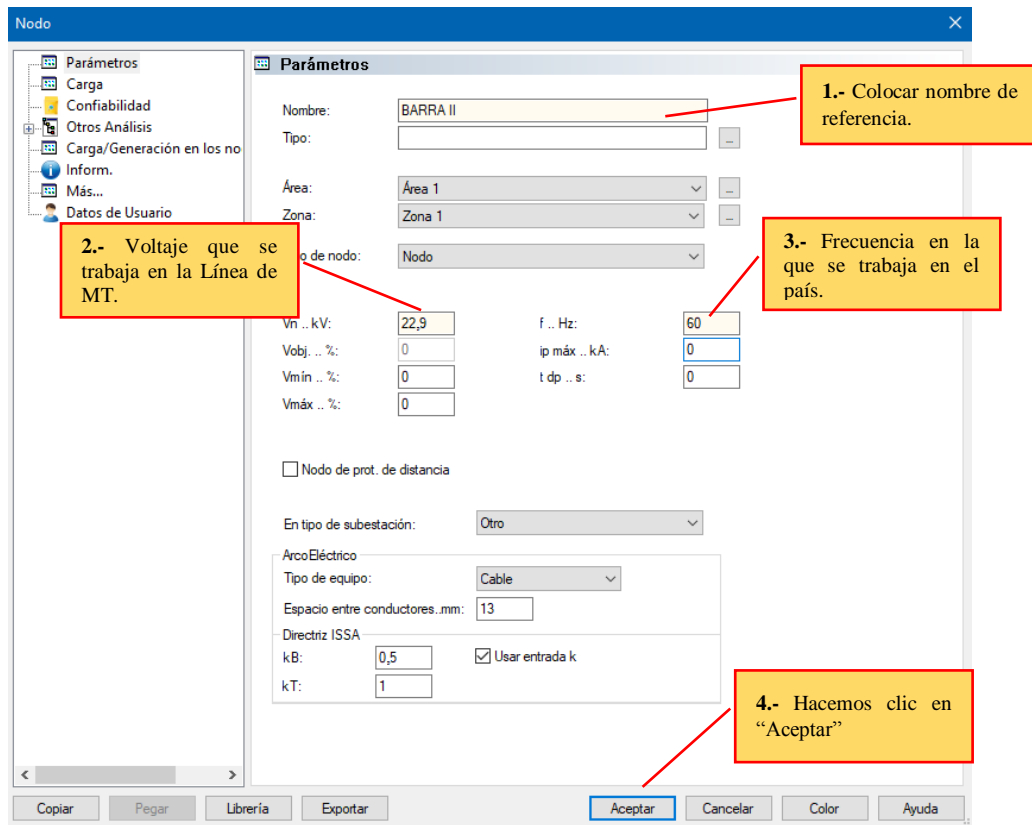 Nodo
Parámetros
Carga
Confiabilidad
Otros Análisis
Carga/Generación en los no
Inform.
Más...
Datos de Usuario
Parámetros
Nombre:
BARRA II
Tipo:
...
Área:
Área 1
...
Zona:
Zona 1
...
o de nodo:
Nodo
Vn .. kV:
22,9
f .. Hz:
60
Vobj. .. %:
0
ip máx .. kA:
0
Vmín .. %:
0
t dp .. s:
0
Vmáx .. %:
0
Nodo de prot. de distancia
En tipo de subestación:
Otro
ArcoEléctrico
Tipo de equipo:
Cable
Espacio entre conductores..mm:
13
Directriz ISSA
kB:
0,5
Usar entrada k
kT:
1
1.- Colocar nombre de
referencia.
2.- Voltaje que se
trabaja en la Línea de
MT.
3.- Frecuencia en la
que se trabaja en el
país.
4.- Hacemos clic en
“Aceptar”
Copiar
Pegar
Librería
Exportar
Aceptar
Cancelar
Color
Ayuda